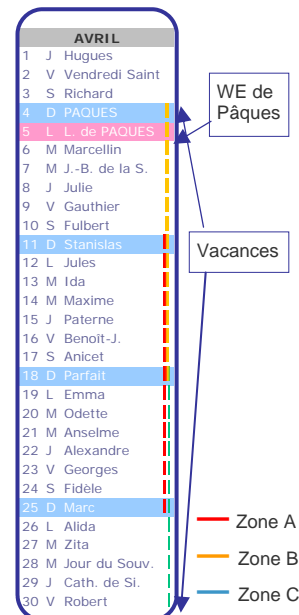 AVRIL
1 J Hugues
2 V Vendredi Saint
3 S Richard
4 D PAQUES
5 L L. de PAQUES
6 M Marcellin
7 M J.-B. de la S.
8 J Julie
9 V Gauthier
10 S Fulbert
11 D Stanislas
12 L Jules
13 M Ida
14 M Maxime
15 J Paterne
16 V Benoît-J.
17 S Anicet
18 D Parfait
19 L Emma
20 M Odette
21 M Anselme
22 J Alexandre
23 V Georges
24 S Fidèle
25 D Marc
26 L Alida
27 M Zita
28 M Jour du Souv.
29 J Cath. de Si.
30 V Robert
WE de
Pâques
Vacances
Zone A
Zone B
Zone C